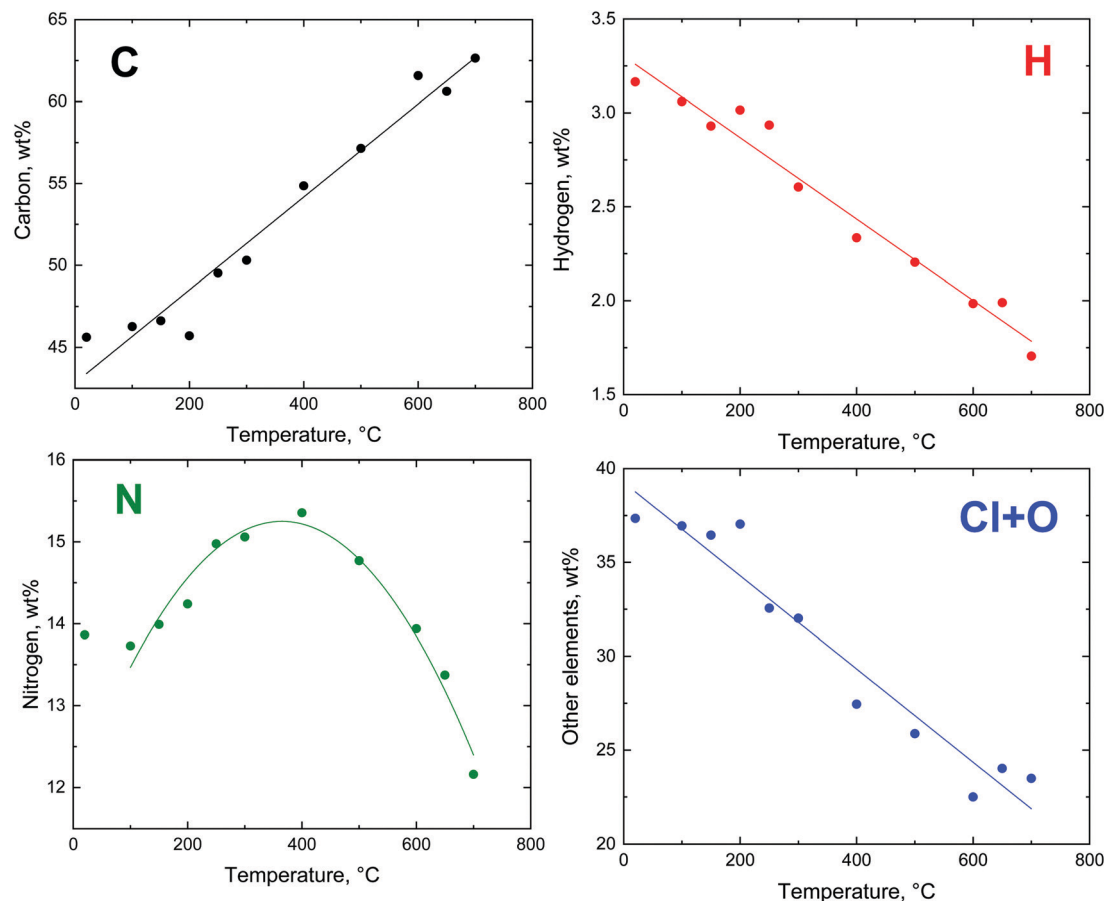 C
Carbon, wt%
65
60
55
50
45
0 200 400 600 800
Temperature, °C
H
Hydrogen, wt%
3.5
3.0
2.5
2.0
1.5
0 200 400 600 800
Temperature, °C
N
Nitrogen, wt%
16
15
14
13
12
0 200 400 600 800
Temperature, °C
Cl+O
Other elements, wt%
40
35
30
25
20
0 200 400 600 800
Temperature, °C